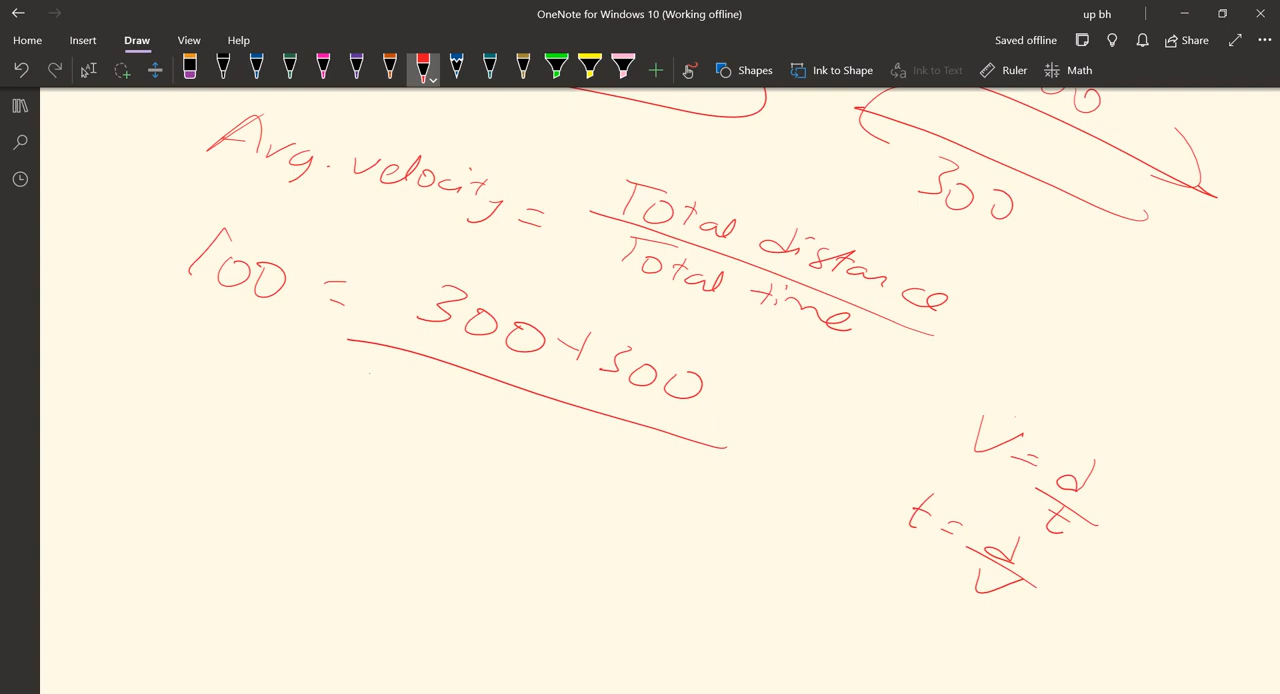 OneNote for Windows 10 (Working offline)
up bh
Home Insert Draw View Help
Saved offline
Share
Shapes
Ink to Shape
Ink to Text
Ruler
Math
300
Avg. velocity = Total distance
Total time
100 = 300+300
V = d
t
t = d
V